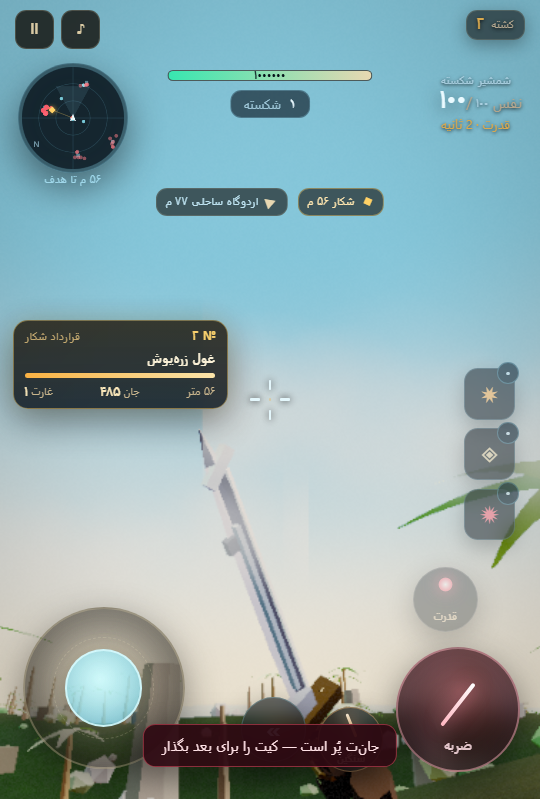 کشته ۲
شمشیر شکسته
نفس ۱۰۰/۱۰۰
قدرت · 2 ثانیه
۱ شکسته
N
۵۶ م تا هدف
شکار ۵۶ م
اردوگاه ساحلی ۷۷ م
№ ۲
قرارداد شکار
غول زره‌پوش
۵۶ متر
جان ۴۸۵
غارت ۱
قدرت
ضربه
جان‌ت پُر است — کیت را برای بعد بگذار